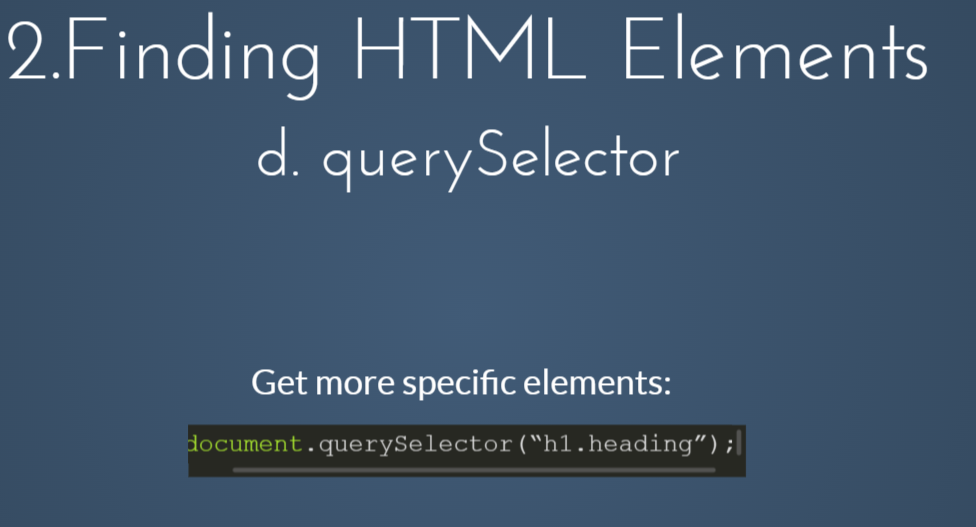 2.Finding HTML Elements
d. querySelector
Get more specific elements:
document.querySelector(“h1.heading”);